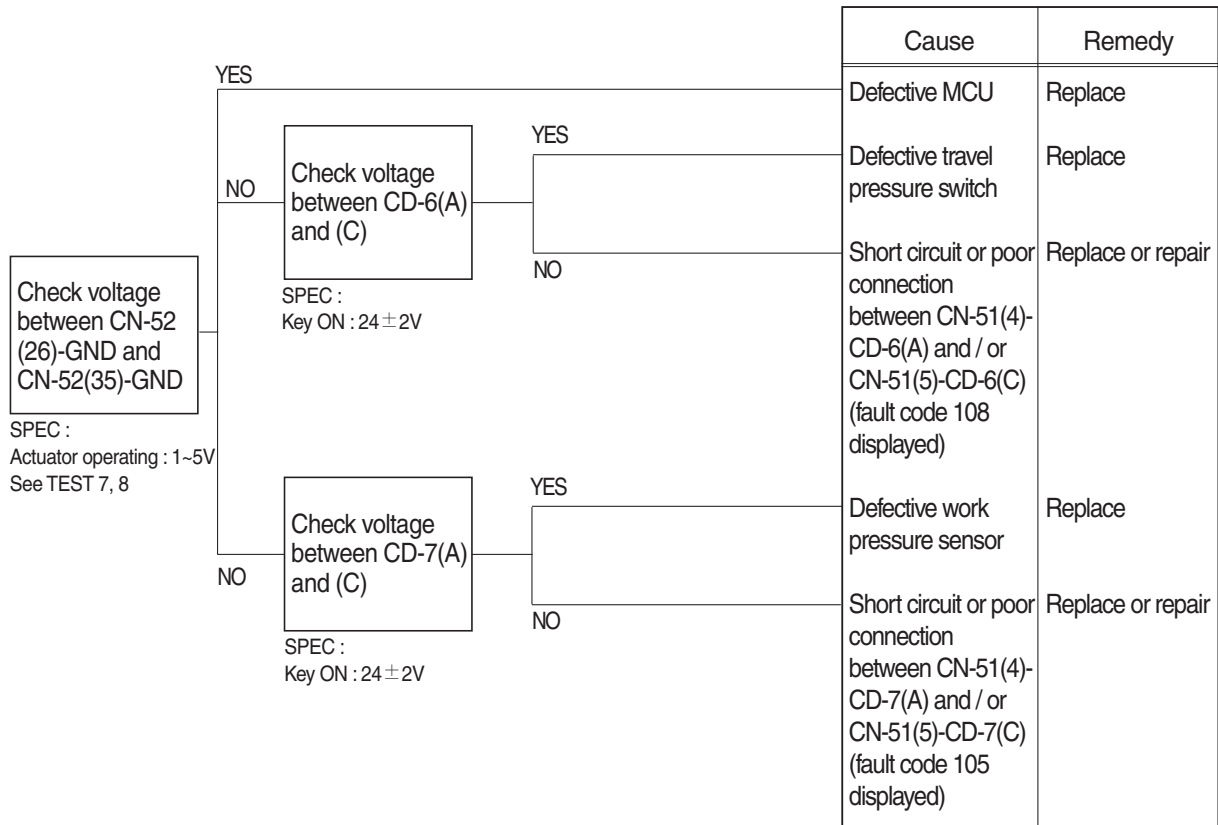 Cause
Remedy
YES
Defective MCU
Replace
NO
Check voltage
between CD-6(A)
and (C)
SPEC :
Key ON : 24±2V
YES
Defective travel
pressure switch
Replace
NO
Short circuit or poor
connection
between CN-51(4)-
CD-6(A) and / or
CN-51(5)-CD-6(C)
(fault code 108
displayed)
Replace or repair
Check voltage
between CN-52
(26)-GND and
CN-52(35)-GND
SPEC :
Actuator operating : 1~5V
See TEST 7, 8
NO
Check voltage
between CD-7(A)
and (C)
SPEC :
Key ON : 24±2V
YES
Defective work
pressure sensor
Replace
NO
Short circuit or poor
connection
between CN-51(4)-
CD-7(A) and / or
CN-51(5)-CD-7(C)
(fault code 105
displayed)
Replace or repair